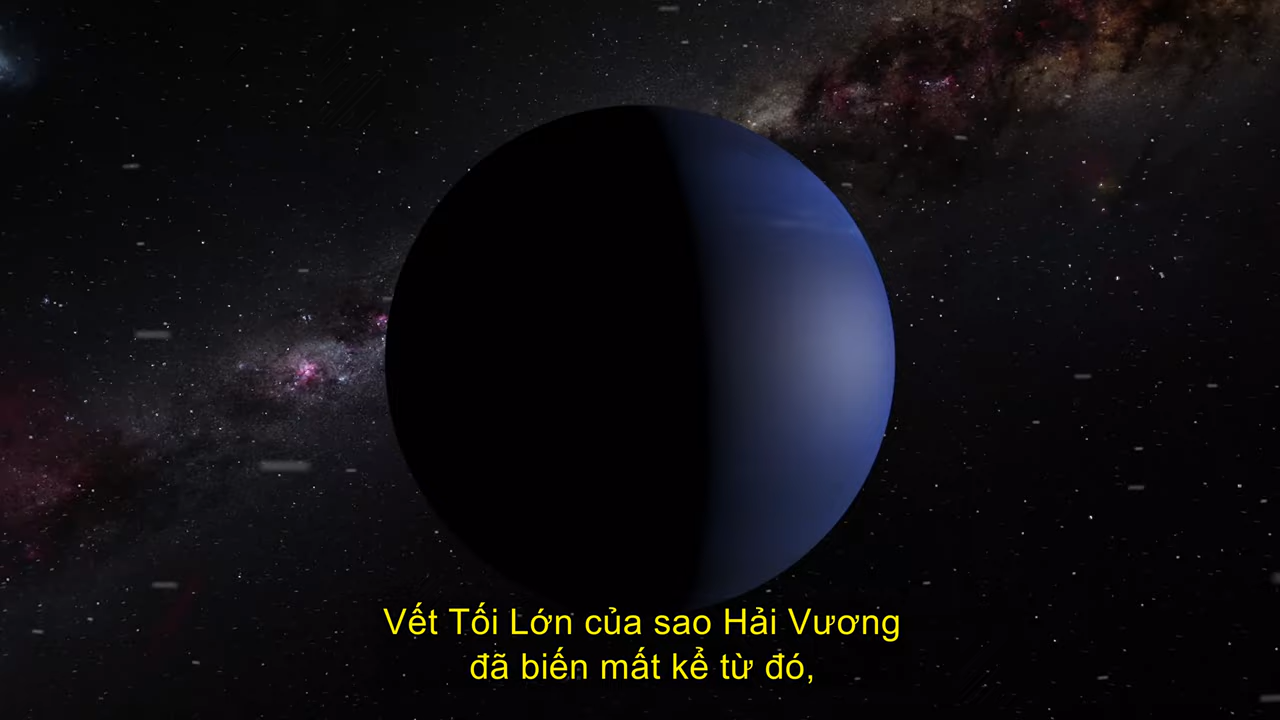 Vết Tối Lớn của sao Hải Vương
đã biến mất kể từ đó,